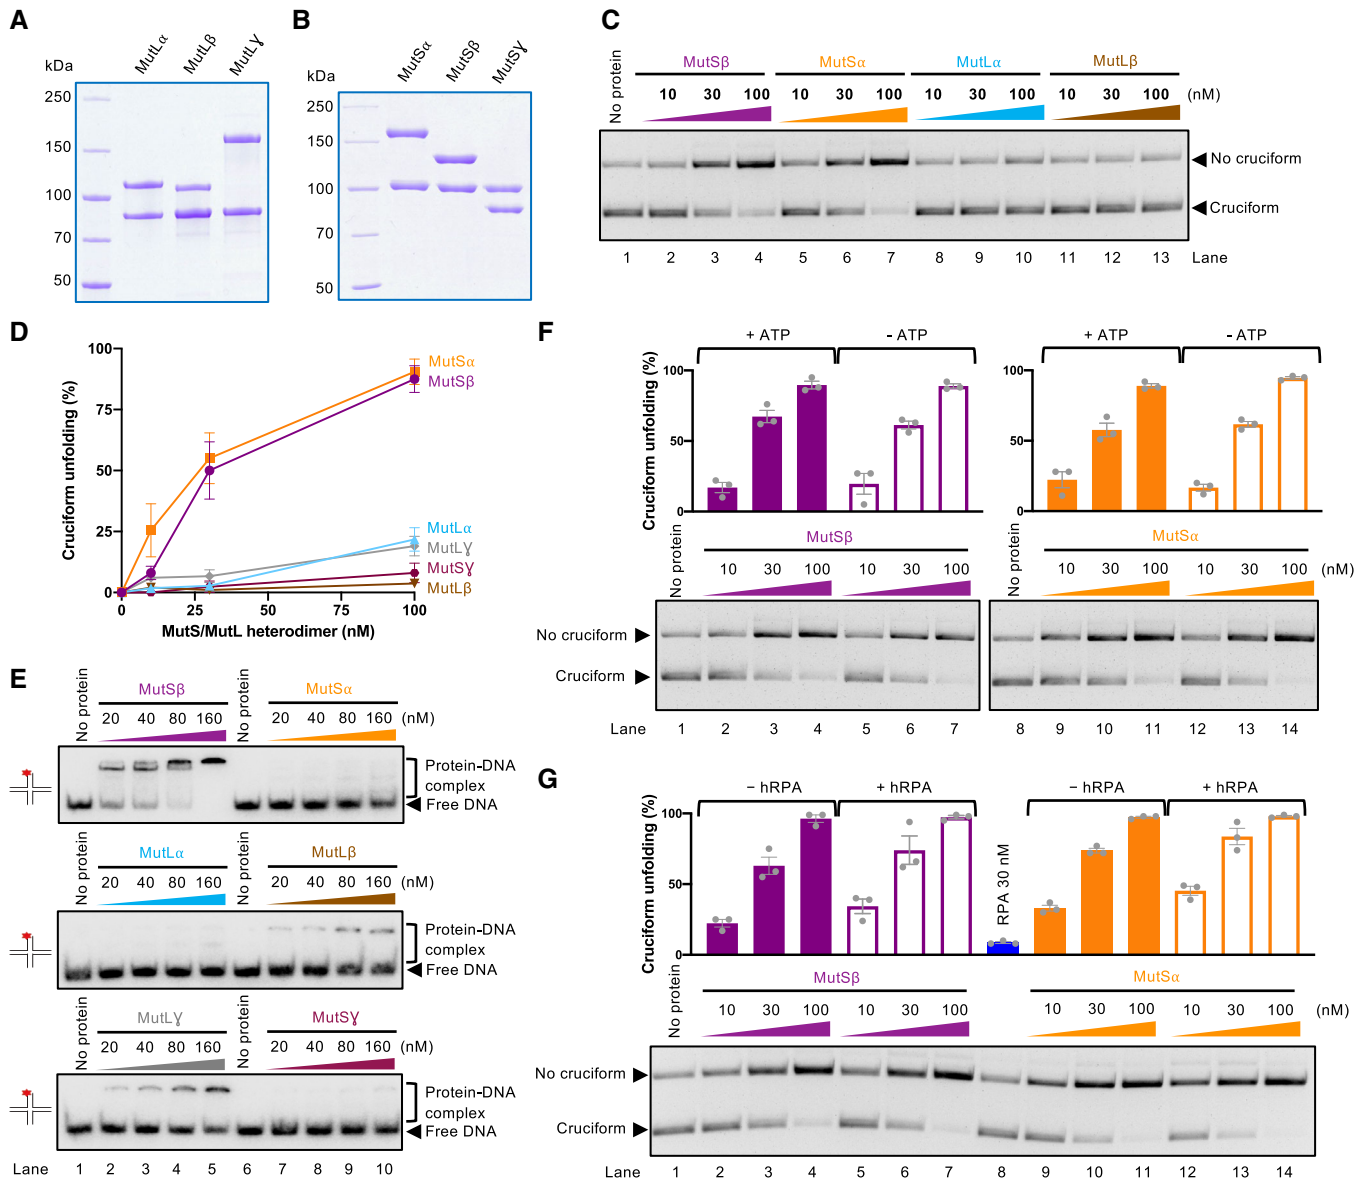 A
kDa
MutLα
MutLβ
MutLɣ
250
150
100
70
50
B
kDa
MutSα
MutSβ
MutSɣ
250
150
100
70
50
C
No protein
MutSβ
MutSα
MutLα
MutLβ
10 30 100 10 30 100 10 30 100 10 30 100 (nM)
No cruciform
Cruciform
1 2 3 4 5 6 7 8 9 10 11 12 13 Lane
D
Cruciform unfolding (%)
100
75
50
25
0
0 25 50 75 100
MutS/MutL heterodimer (nM)
MutSα
MutSβ
MutLα
MutLɣ
MutSɣ
MutLβ
E
No protein
MutSβ
No protein
MutSα
20 40 80 160 20 40 80 160 (nM)
Protein-DNA
complex
Free DNA
No protein
MutLα
No protein
MutLβ
20 40 80 160 20 40 80 160 (nM)
Protein-DNA
complex
Free DNA
No protein
MutLɣ
No protein
MutSɣ
20 40 80 160 20 40 80 160 (nM)
Protein-DNA
complex
Free DNA
Lane 1 2 3 4 5 6 7 8 9 10
F
+ ATP
- ATP
+ ATP
- ATP
Cruciform unfolding (%)
100
50
0
100
50
0
No protein
MutSβ
No protein
MutSα
10 30 100 10 30 100 10 30 100 10 30 100 (nM)
No cruciform
Cruciform
Lane 1 2 3 4 5 6 7 8 9 10 11 12 13 14
G
− hRPA
+ hRPA
− hRPA
+ hRPA
Cruciform unfolding (%)
100
50
0
RPA 30 nM
No protein
MutSβ
MutSα
10 30 100 10 30 100 10 30 100 10 30 100 (nM)
No cruciform
Cruciform
Lane 1 2 3 4 5 6 7 8 9 10 11 12 13 14